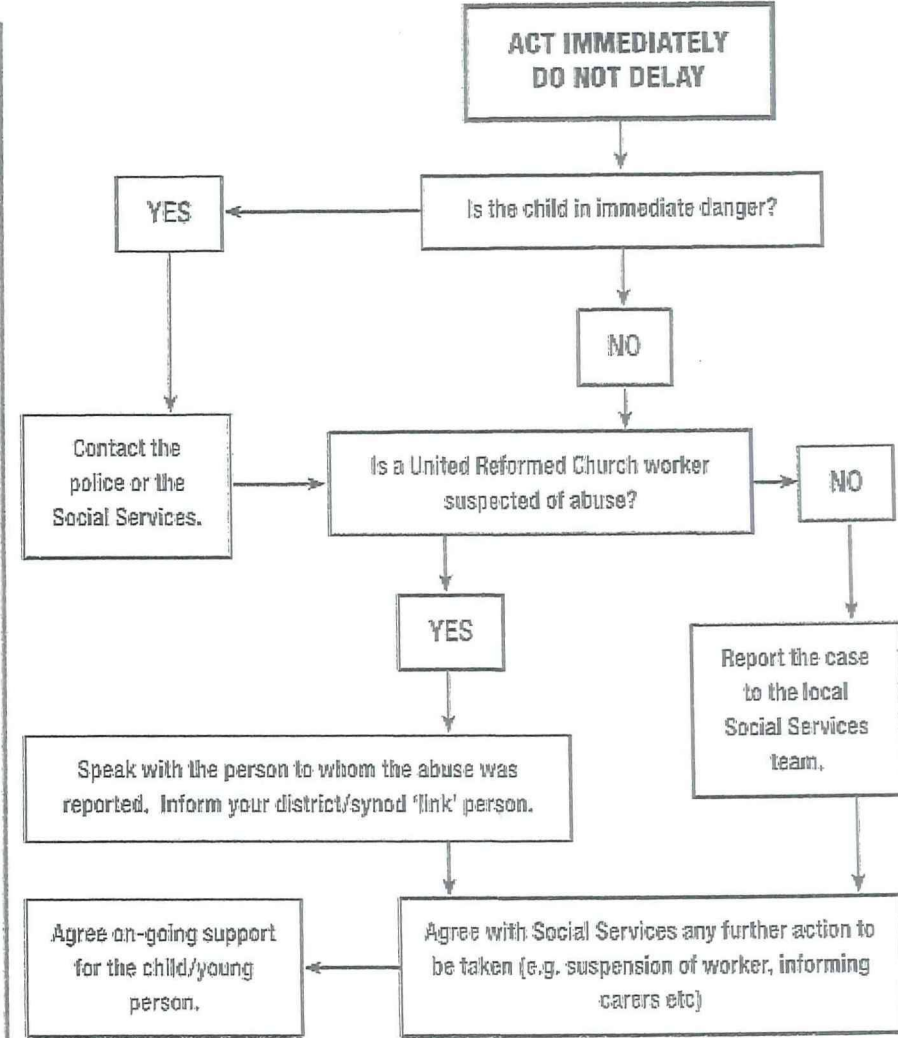 ACT IMMEDIATELY
DO NOT DELAY
Is the child in immediate danger?
YES
NO
Contact the
police or the
Social Services.
Is a United Reformed Church worker
suspected of abuse?
NO
YES
Report the case
to the local
Social Services
team.
Speak with the person to whom the abuse was
reported. Inform your district/synod 'link' person.
Agree on-going support
for the child/young
person.
Agree with Social Services any further action to
be taken (e.g. suspension of worker, informing
carers etc)